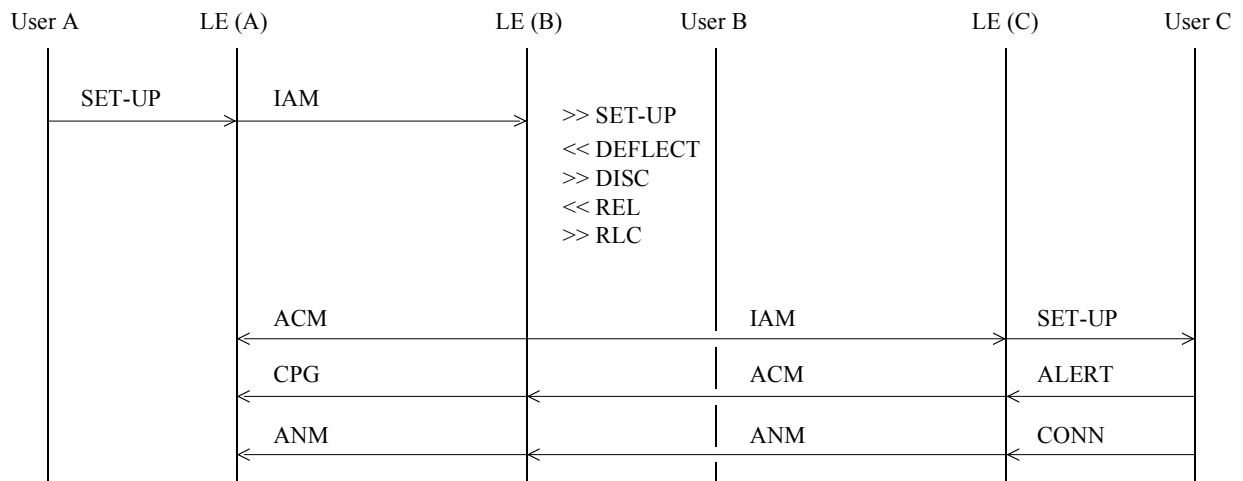 User A LE (A) LE (B) User B LE (C) User C
SET-UP IAM
>> SET-UP
<< DEFLECT
>> DISC
<< REL
>> RLC
ACM IAM SET-UP
CPG ACM ALERT
ANM ANM CONN